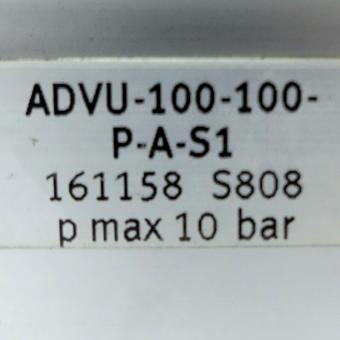 ADVU-100-100-
P-A-S1
161158 S808
p max 10 bar